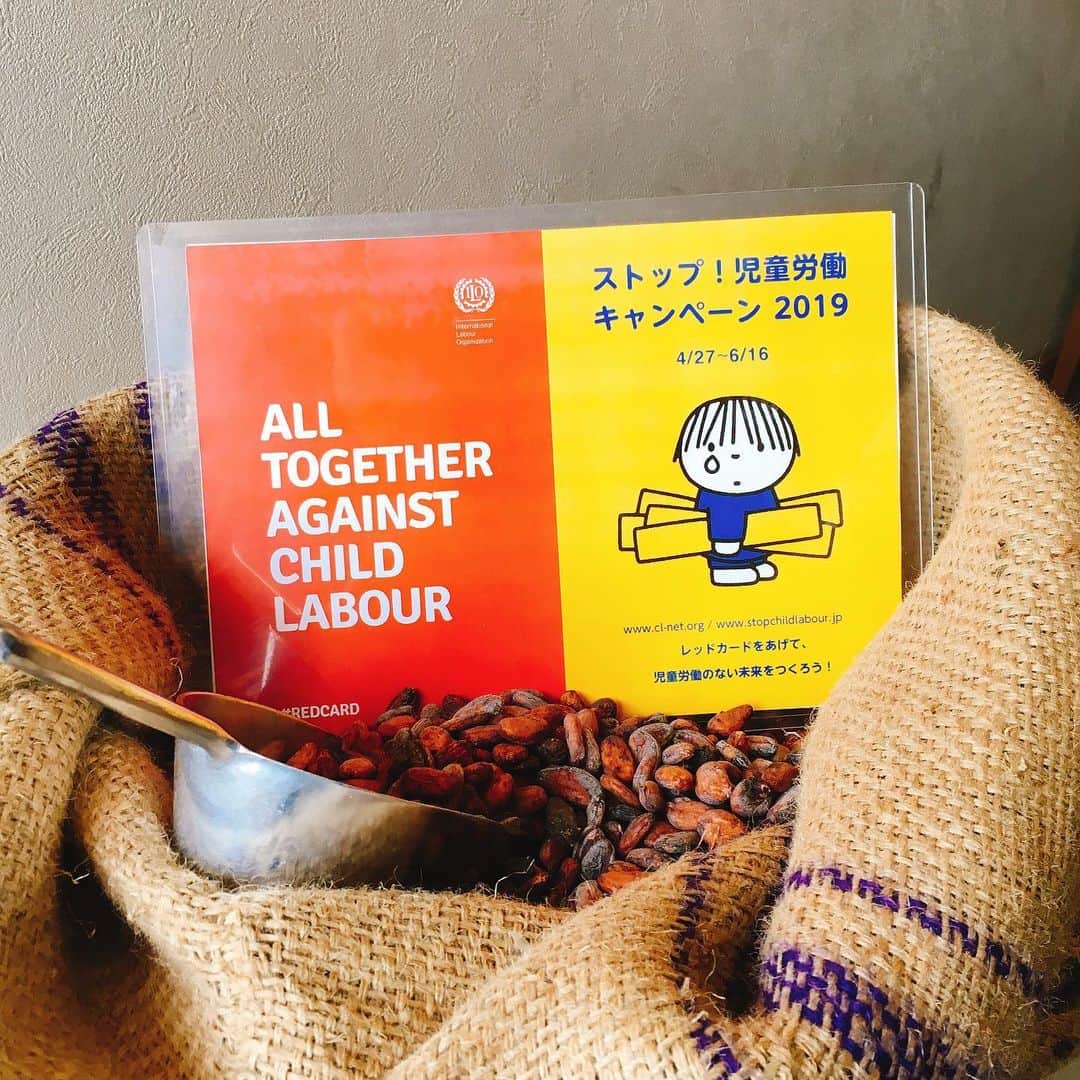 ILO
International
Labour
Organization
ALL
TOGETHER
AGAINST
CHILD
LABOUR
#REDCARD
ストップ！児童労働
キャンペーン 2019
4/27~6/16
www.cl-net.org / www.stopchildlabour.jp
レッドカードをあげて、
児童労働のない未来をつくろう！